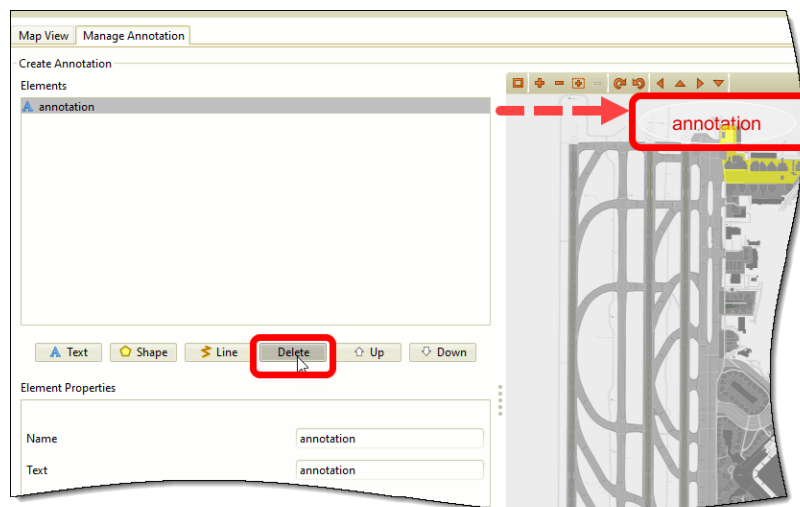 Map View Manage Annotation
Create Annotation
Elements
annotation
annotation
Text Shape Line Delete Up Down
Element Properties
Name annotation
Text annotation